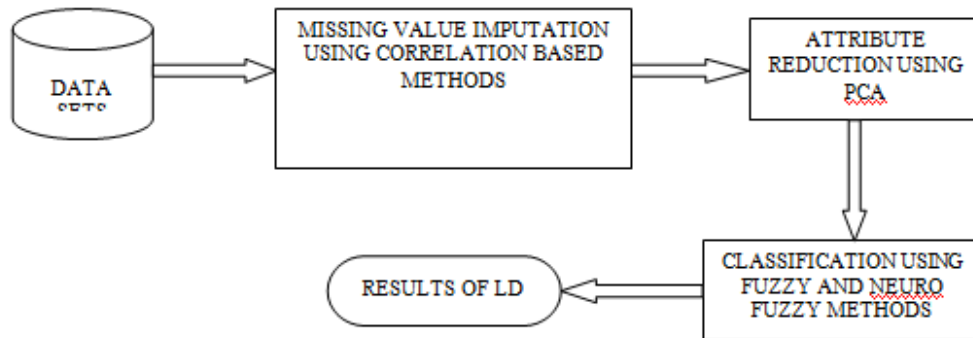 DATA
SETS
MISSING VALUE IMPUTATION
USING CORRELATION BASED
METHODS
ATTRIBUTE
REDUCTION USING
PCA
CLASSIFICATION USING
FUZZY AND NEURO
FUZZY METHODS
RESULTS OF LD